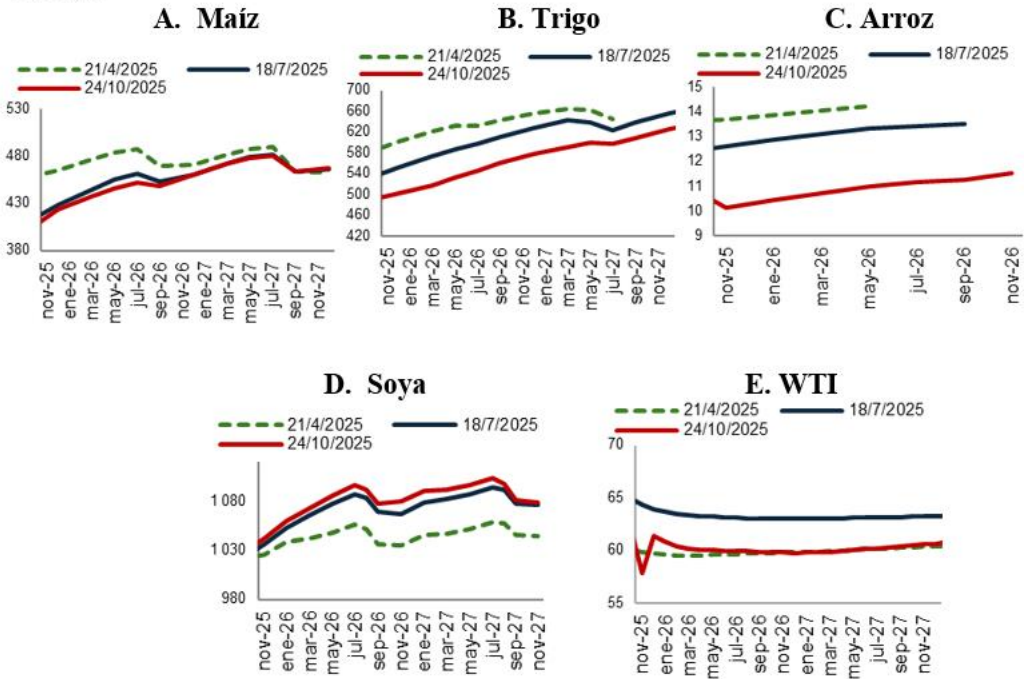 A. Maíz
21/4/2025
18/7/2025
24/10/2025
530
480
430
380
nov-25
ene-26
mar-26
may-26
jul-26
sep-26
nov-26
ene-27
mar-27
may-27
jul-27
sep-27
nov-27
B. Trigo
21/4/2025
18/7/2025
24/10/2025
700
660
620
580
540
500
460
420
nov-25
ene-26
mar-26
may-26
jul-26
sep-26
nov-26
ene-27
mar-27
may-27
jul-27
sep-27
nov-27
C. Arroz
21/4/2025
18/7/2025
24/10/2025
15
14
13
12
11
10
9
nov-25
ene-26
mar-26
may-26
jul-26
sep-26
nov-26
D. Soya
21/4/2025
18/7/2025
24/10/2025
1 080
1 030
980
nov-25
ene-26
mar-26
may-26
jul-26
sep-26
nov-26
ene-27
mar-27
may-27
jul-27
sep-27
nov-27
E. WTI
21/4/2025
18/7/2025
24/10/2025
70
65
60
55
nov-25
ene-26
mar-26
may-26
jul-26
sep-26
nov-26
ene-27
mar-27
may-27
jul-27
sep-27
nov-27